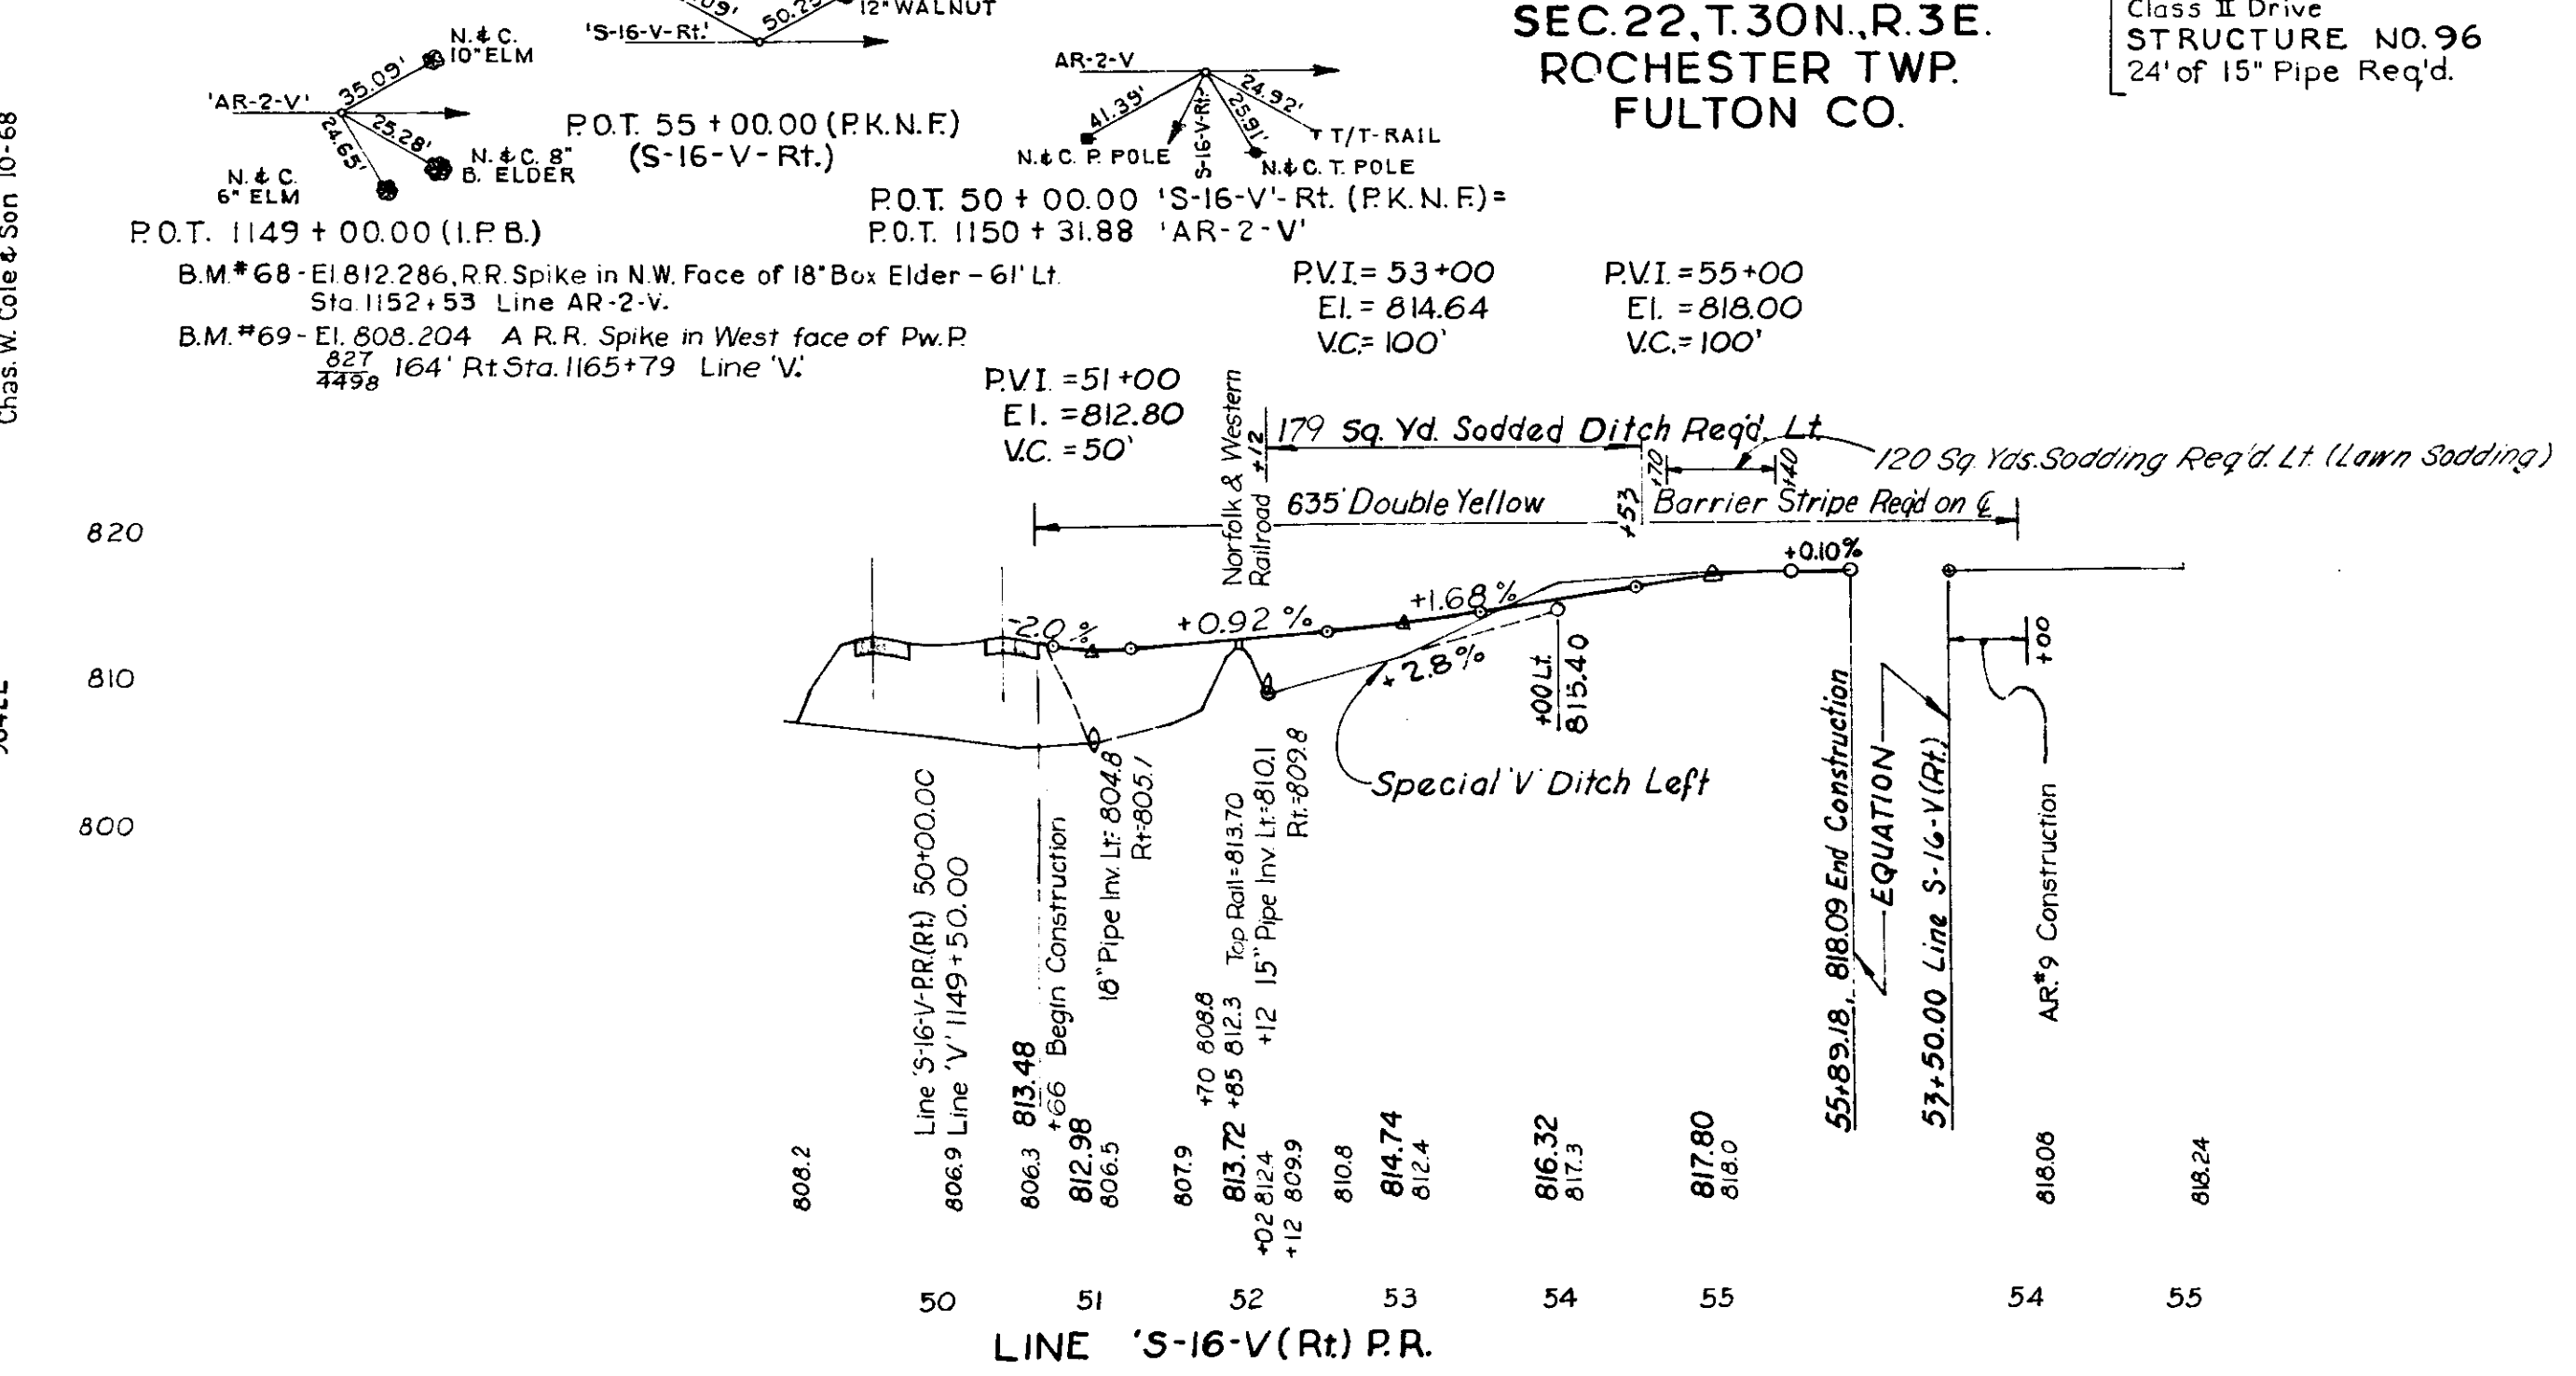 12" WALNUT
50.25'
'S-16-V-Rt.'
N. & C.
10" ELM
35.09'
'AR-2-V'
25.28'
24.65'
N. & C. 8"
B. ELDER
N. & C.
6" ELM
P.O.T. 1149 + 00.00 (I.P.B.)
P.O.T. 55 + 00.00 (P.K.N.F.)
(S-16-V-Rt.)
AR-2-V
41.39'
S-16-V-Rt.
25.91'
24.92'
T/T-RAIL
N. & C. P. POLE
N. & C. T. POLE
P.O.T. 50 + 00.00 'S-16-V'-Rt. (P.K.N.F.)=
P.O.T. 1150 + 31.88 'AR-2-V'
SEC. 22, T. 30N., R. 3E.
ROCHESTER TWP.
FULTON CO.
Class II Drive
STRUCTURE NO. 96
24' of 15" Pipe Req'd.
Chas. W. Cole & Son 10-68
B.M. #68 - El. 812.286, R.R. Spike in N.W. Face of 18" Box Elder - 61' Lt.
Sta. 1152+53 Line AR-2-V.
B.M. #69 - El. 808.204 A R.R. Spike in West face of Pw. P.
827/4498 164' Rt. Sta. 1165+79 Line 'V'.
P.V.I. = 51+00
El. = 812.80
V.C. = 50'
P.V.I. = 53+00
El. = 814.64
V.C. = 100'
P.V.I. = 55+00
El. = 818.00
V.C. = 100'
Norfolk & Western
Railroad
+12
179 Sq. Yd. Sodded Ditch Req'd. Lt.
+70
+40
120 Sq. Yds. Sodding Req'd. Lt. (Lawn Sodding)
635' Double Yellow
+53
Barrier Stripe Req'd on ℄
820
810
800
-2.0 %
+0.92 %
+1.68 %
+0.10%
+2.8%
+00 Lt.
815.40
Special 'V' Ditch Left
+00
AR. #9 Construction
EQUATION
55+89.18, 818.09 End Construction
53+50.00 Line S-16-V (Rt.)
Line 'S-16-V-P.R.(Rt.) 50+00.00
Line 'V' 1149+50.00
+66 Begin Construction
18" Pipe Inv. Lt.= 804.8
Rt.=805.1
Top Rail=813.70
+12 15" Pipe Inv. Lt.=810.1
Rt.=809.8
808.2
806.9
806.3
813.48
812.98
806.5
807.9
+70 808.8
813.72
+85 812.3
+02 812.4
+12 809.9
810.8
814.74
812.4
816.32
817.3
817.80
818.0
818.08
818.24
50 51 52 53 54 55 54 55
LINE 'S-16-V (Rt.) P.R.